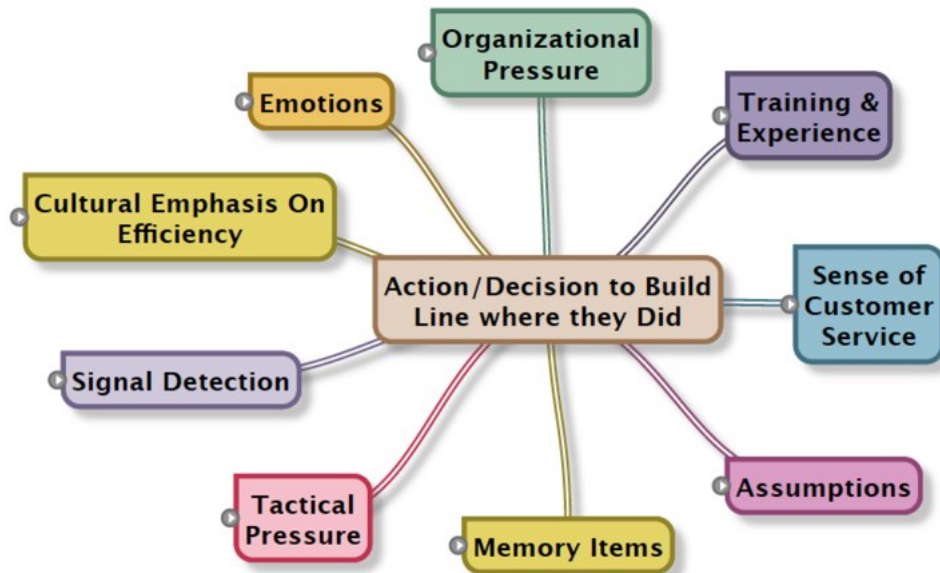 Organizational
Pressure
Emotions
Training &
Experience
Cultural Emphasis On
Efficiency
Action/Decision to Build
Line where they Did
Sense of
Customer
Service
Signal Detection
Tactical
Pressure
Assumptions
Memory Items